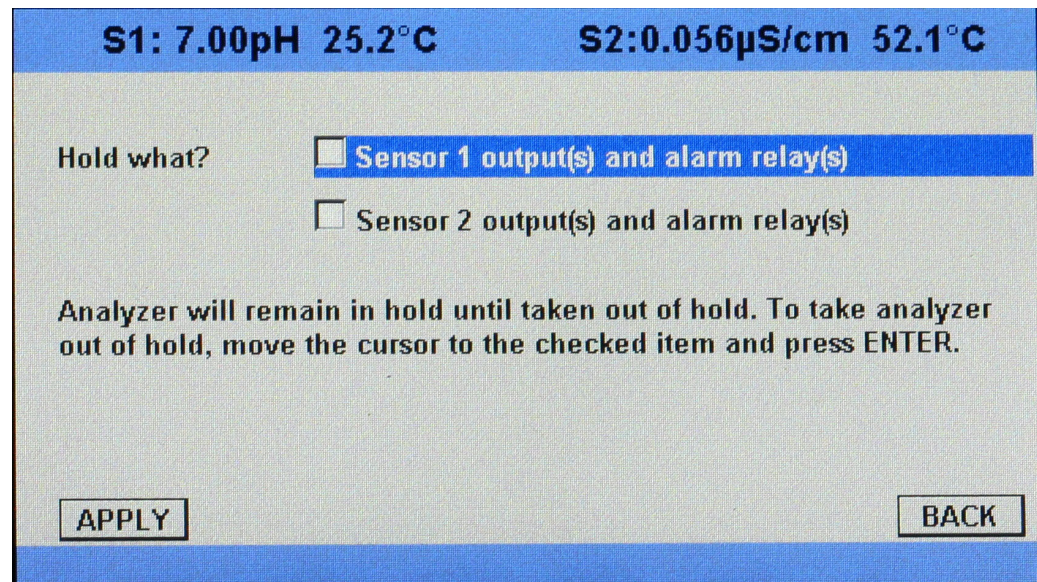 S1: 7.00pH 25.2°C S2:0.056µS/cm 52.1°C
Hold what? Sensor 1 output(s) and alarm relay(s)
Sensor 2 output(s) and alarm relay(s)
Analyzer will remain in hold until taken out of hold. To take analyzer
out of hold, move the cursor to the checked item and press ENTER.
APPLY BACK